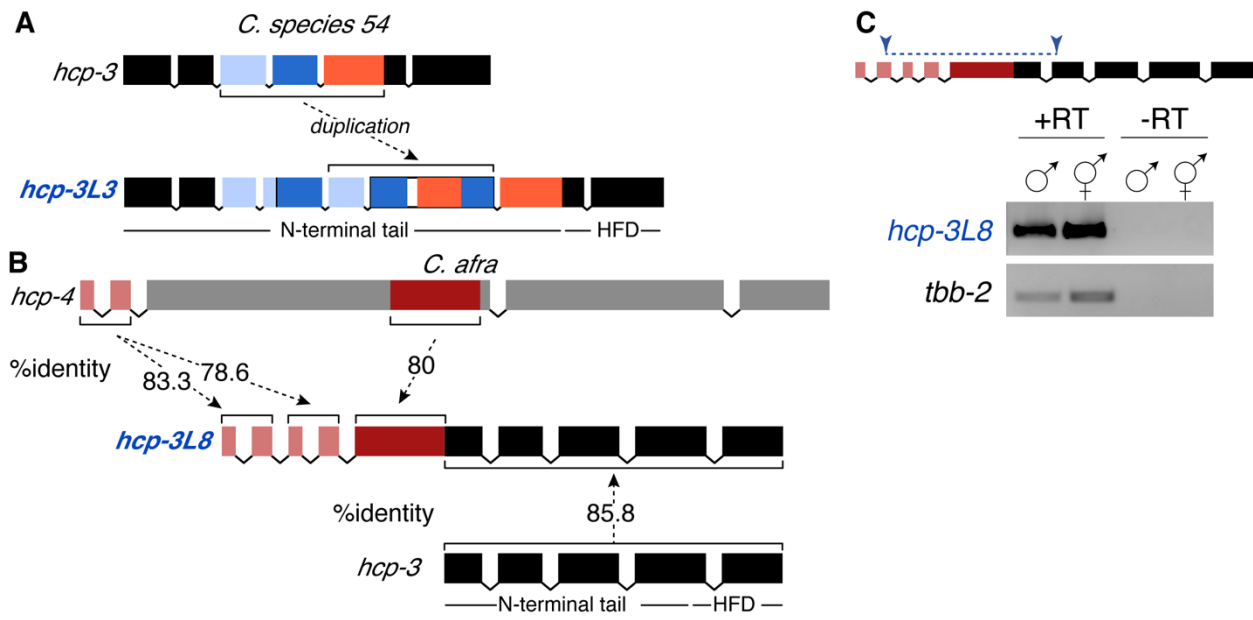 A
C. species 54
hcp-3
duplication
hcp-3L3
N-terminal tail HFD
B
C. afra
hcp-4
%identity
83.3 78.6 80
hcp-3L8
%identity 85.8
hcp-3
N-terminal tail HFD
C
+RT -RT
♂ ⚥ ♂ ⚥
hcp-3L8
tbb-2